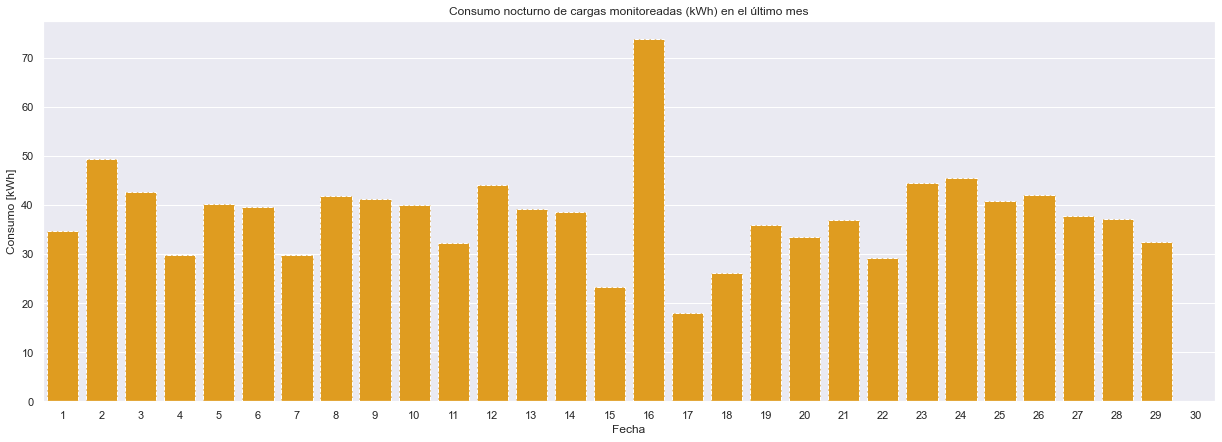 Consumo nocturno de cargas monitoreadas (kWh) en el último mes
Consumo [kWh]
70
60
50
40
30
20
10
0
1 2 3 4 5 6 7 8 9 10 11 12 13 14 15 16 17 18 19 20 21 22 23 24 25 26 27 28 29 30
Fecha